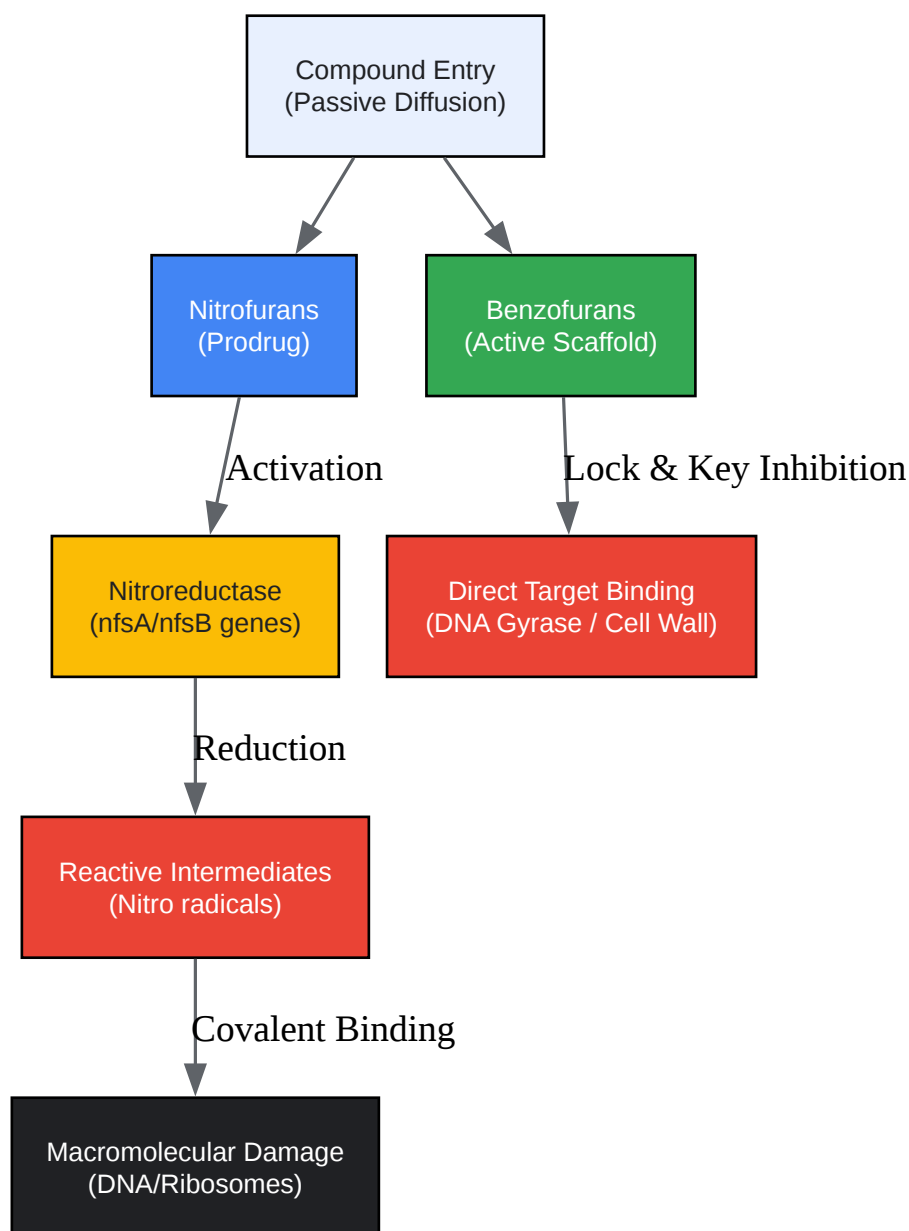 Compound Entry
(Passive Diffusion)
Nitrofurans
(Prodrug)
Benzofurans
(Active Scaffold)
Activation
Lock & Key Inhibition
Nitroreductase
(nfsA/nfsB genes)
Direct Target Binding
(DNA Gyrase / Cell Wall)
Reduction
Reactive Intermediates
(Nitro radicals)
Covalent Binding
Macromolecular Damage
(DNA/Ribosomes)